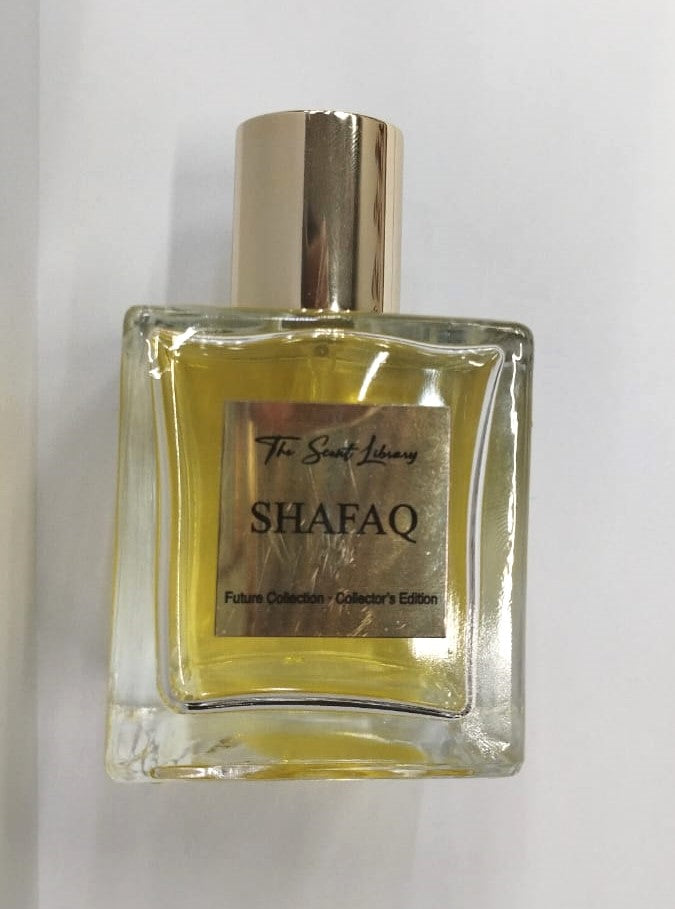 The Scent Library
SHAFAQ
Future Collection - Collector's Edition